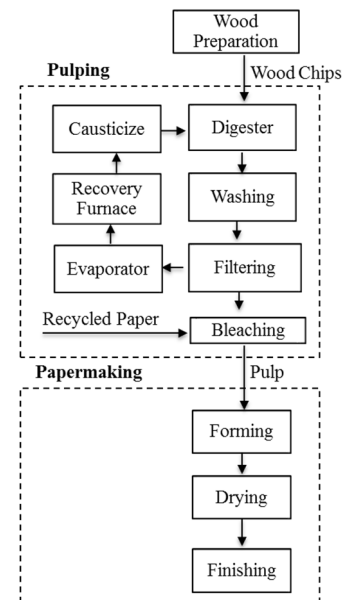 Wood
Preparation
Pulping
Wood Chips
Causticize
Digester
Recovery
Furnace
Washing
Evaporator
Filtering
Recycled Paper
Bleaching
Papermaking
Pulp
Forming
Drying
Finishing